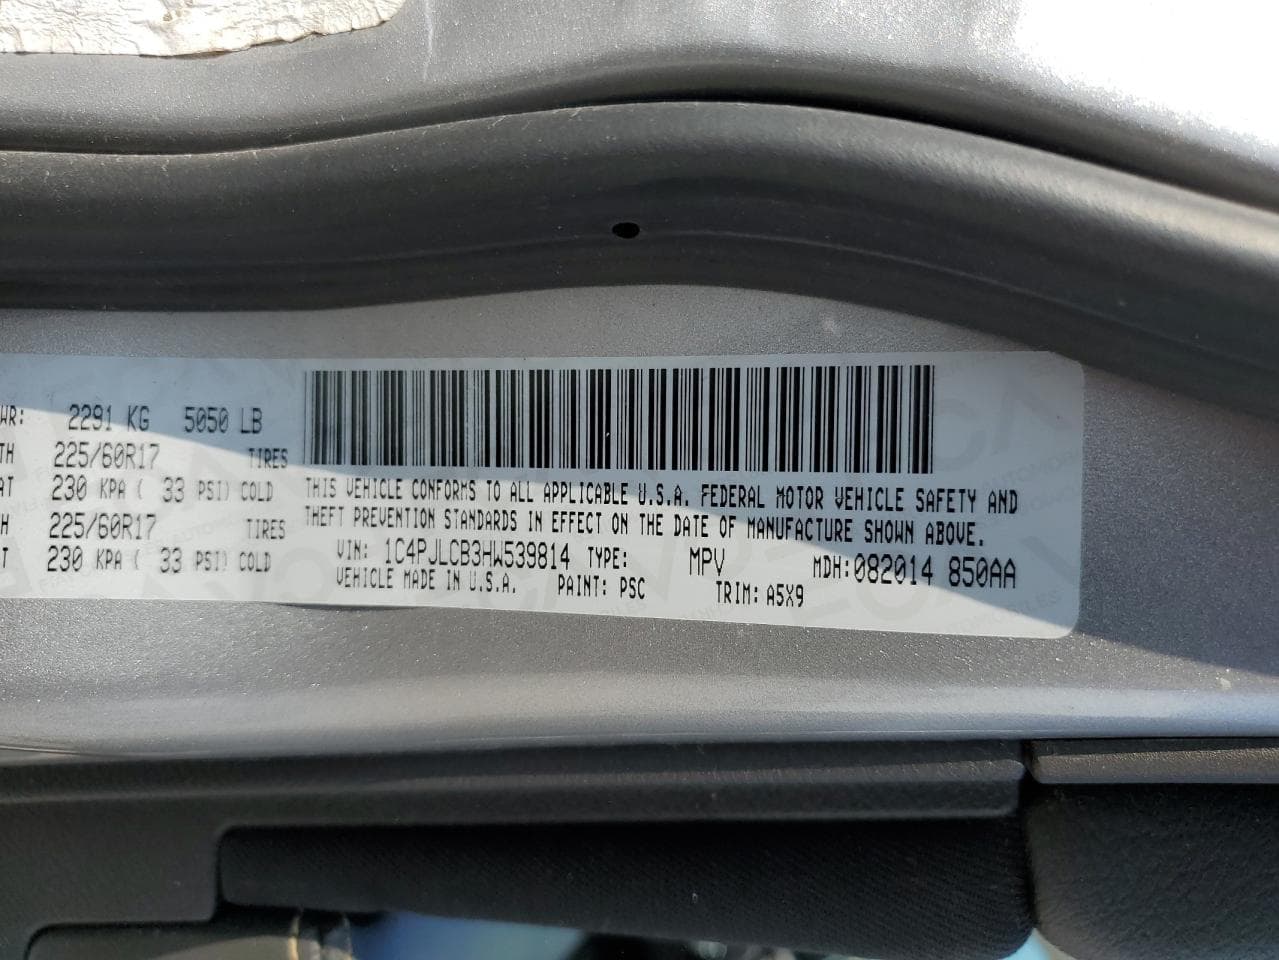 WR: 2291 KG 5050 LB
TH 225/60R17 TIRES
AT 230 KPA ( 33 PSI) COLD
H 225/60R17 TIRES
230 KPA ( 33 PSI) COLD
THIS VEHICLE CONFORMS TO ALL APPLICABLE U.S.A. FEDERAL MOTOR VEHICLE SAFETY AND
THEFT PREVENTION STANDARDS IN EFFECT ON THE DATE OF MANUFACTURE SHOWN ABOVE.
VIN: 1C4PJLCB3HW539814 TYPE: MPV MDH:082014 850AA
VEHICLE MADE IN U.S.A. PAINT: PSC TRIM: A5X9